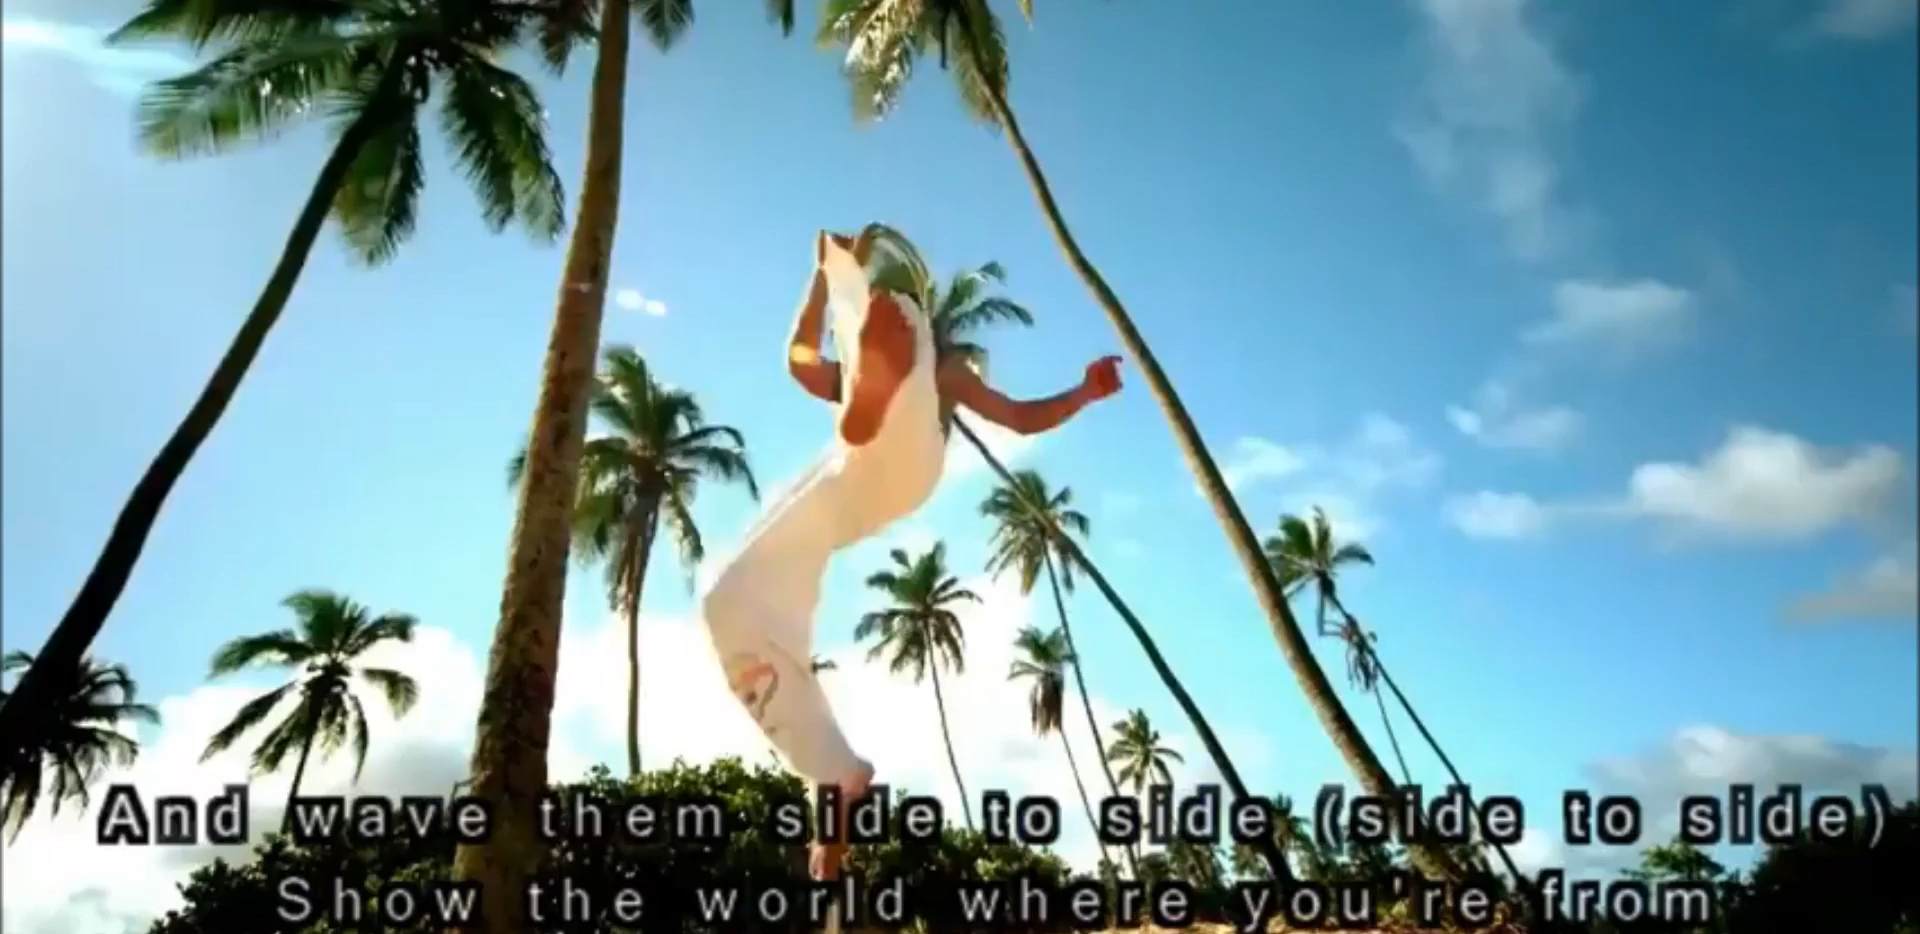 And wave them side to side (side to side)
Show the world where you're from